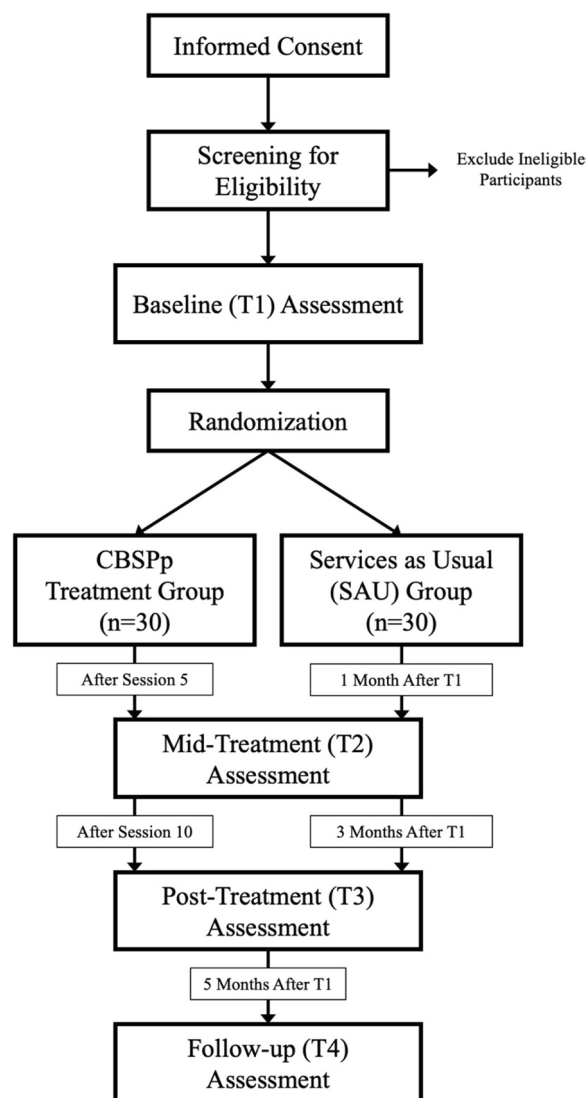 Informed Consent
Screening for
Eligibility
Exclude Ineligible
Participants
Baseline (T1) Assessment
Randomization
CBSPp
Treatment Group
(n=30)
Services as Usual
(SAU) Group
(n=30)
After Session 5
1 Month After T1
Mid-Treatment (T2)
Assessment
After Session 10
3 Months After T1
Post-Treatment (T3)
Assessment
5 Months After T1
Follow-up (T4)
Assessment